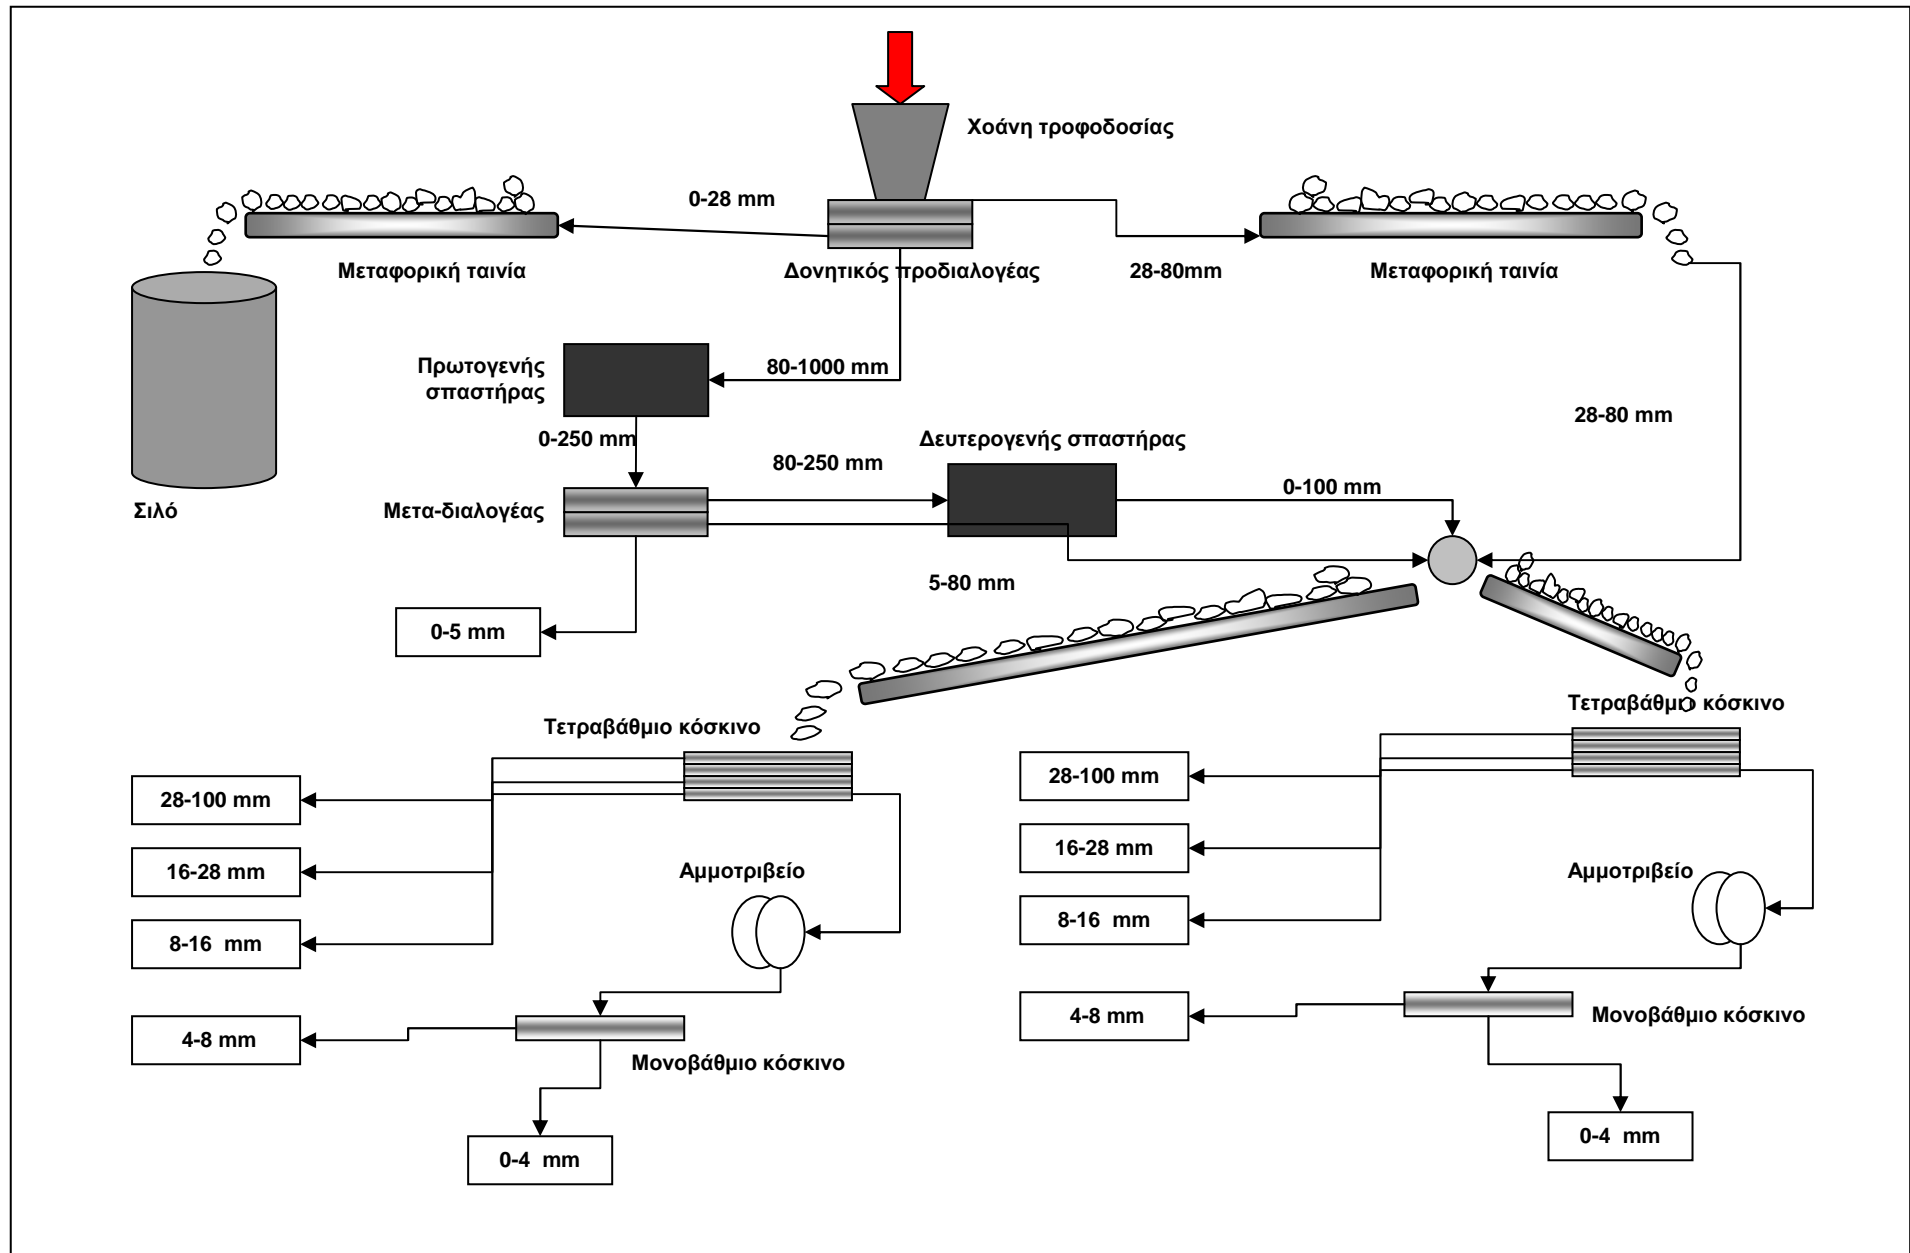 Χοάνη τροφοδοσίας
0-28 mm
Μεταφορική ταινία
Δονητικός προδιαλογέας
28-80mm
Μεταφορική ταινία
Πρωτογενής
σπαστήρας
80-1000 mm
28-80 mm
0-250 mm
Δευτερογενής σπαστήρας
80-250 mm
0-100 mm
Σιλό
Μετα-διαλογέας
5-80 mm
0-5 mm
Τετραβάθμιο κόσκινο
Τετραβάθμιο κόσκινο
28-100 mm
28-100 mm
16-28 mm
16-28 mm
Αμμοτριβείο
Αμμοτριβείο
8-16  mm
8-16  mm
4-8 mm
4-8 mm
Μονοβάθμιο κόσκινο
Μονοβάθμιο κόσκινο
0-4  mm
0-4  mm